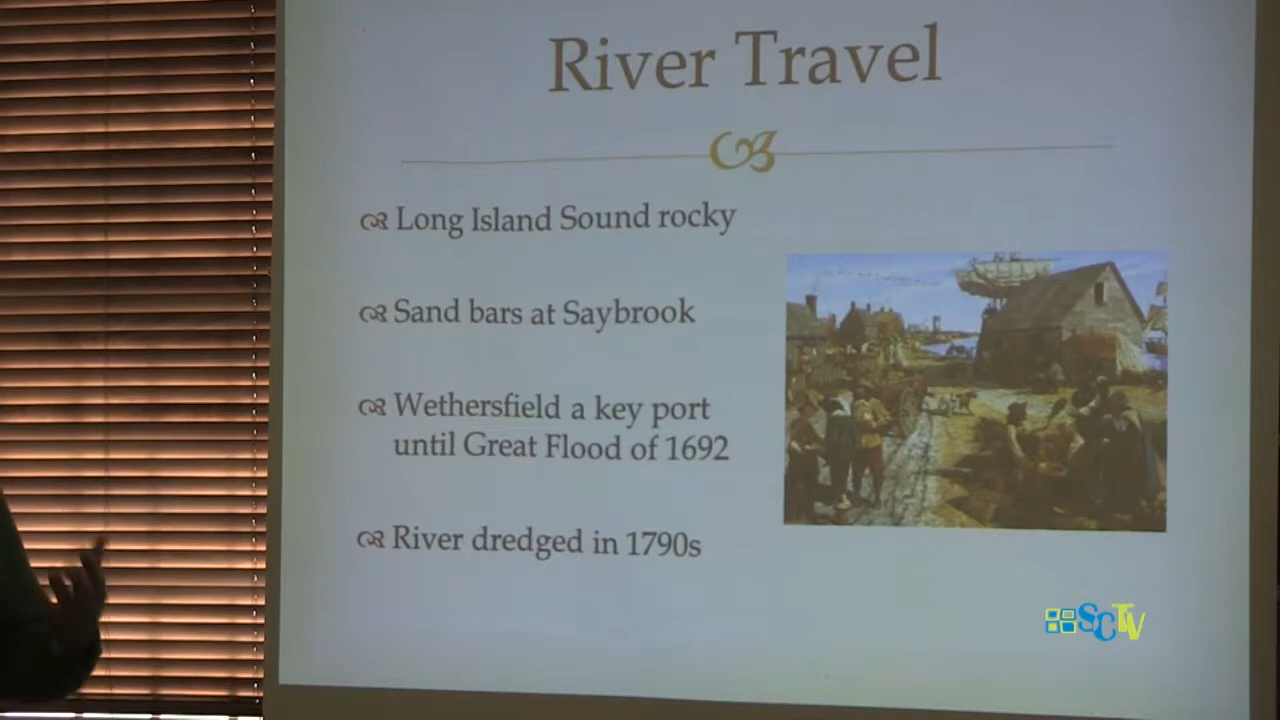 River Travel
Long Island Sound rocky
Sand bars at Saybrook
Wethersfield a key port
until Great Flood of 1692
River dredged in 1790s
SCTV